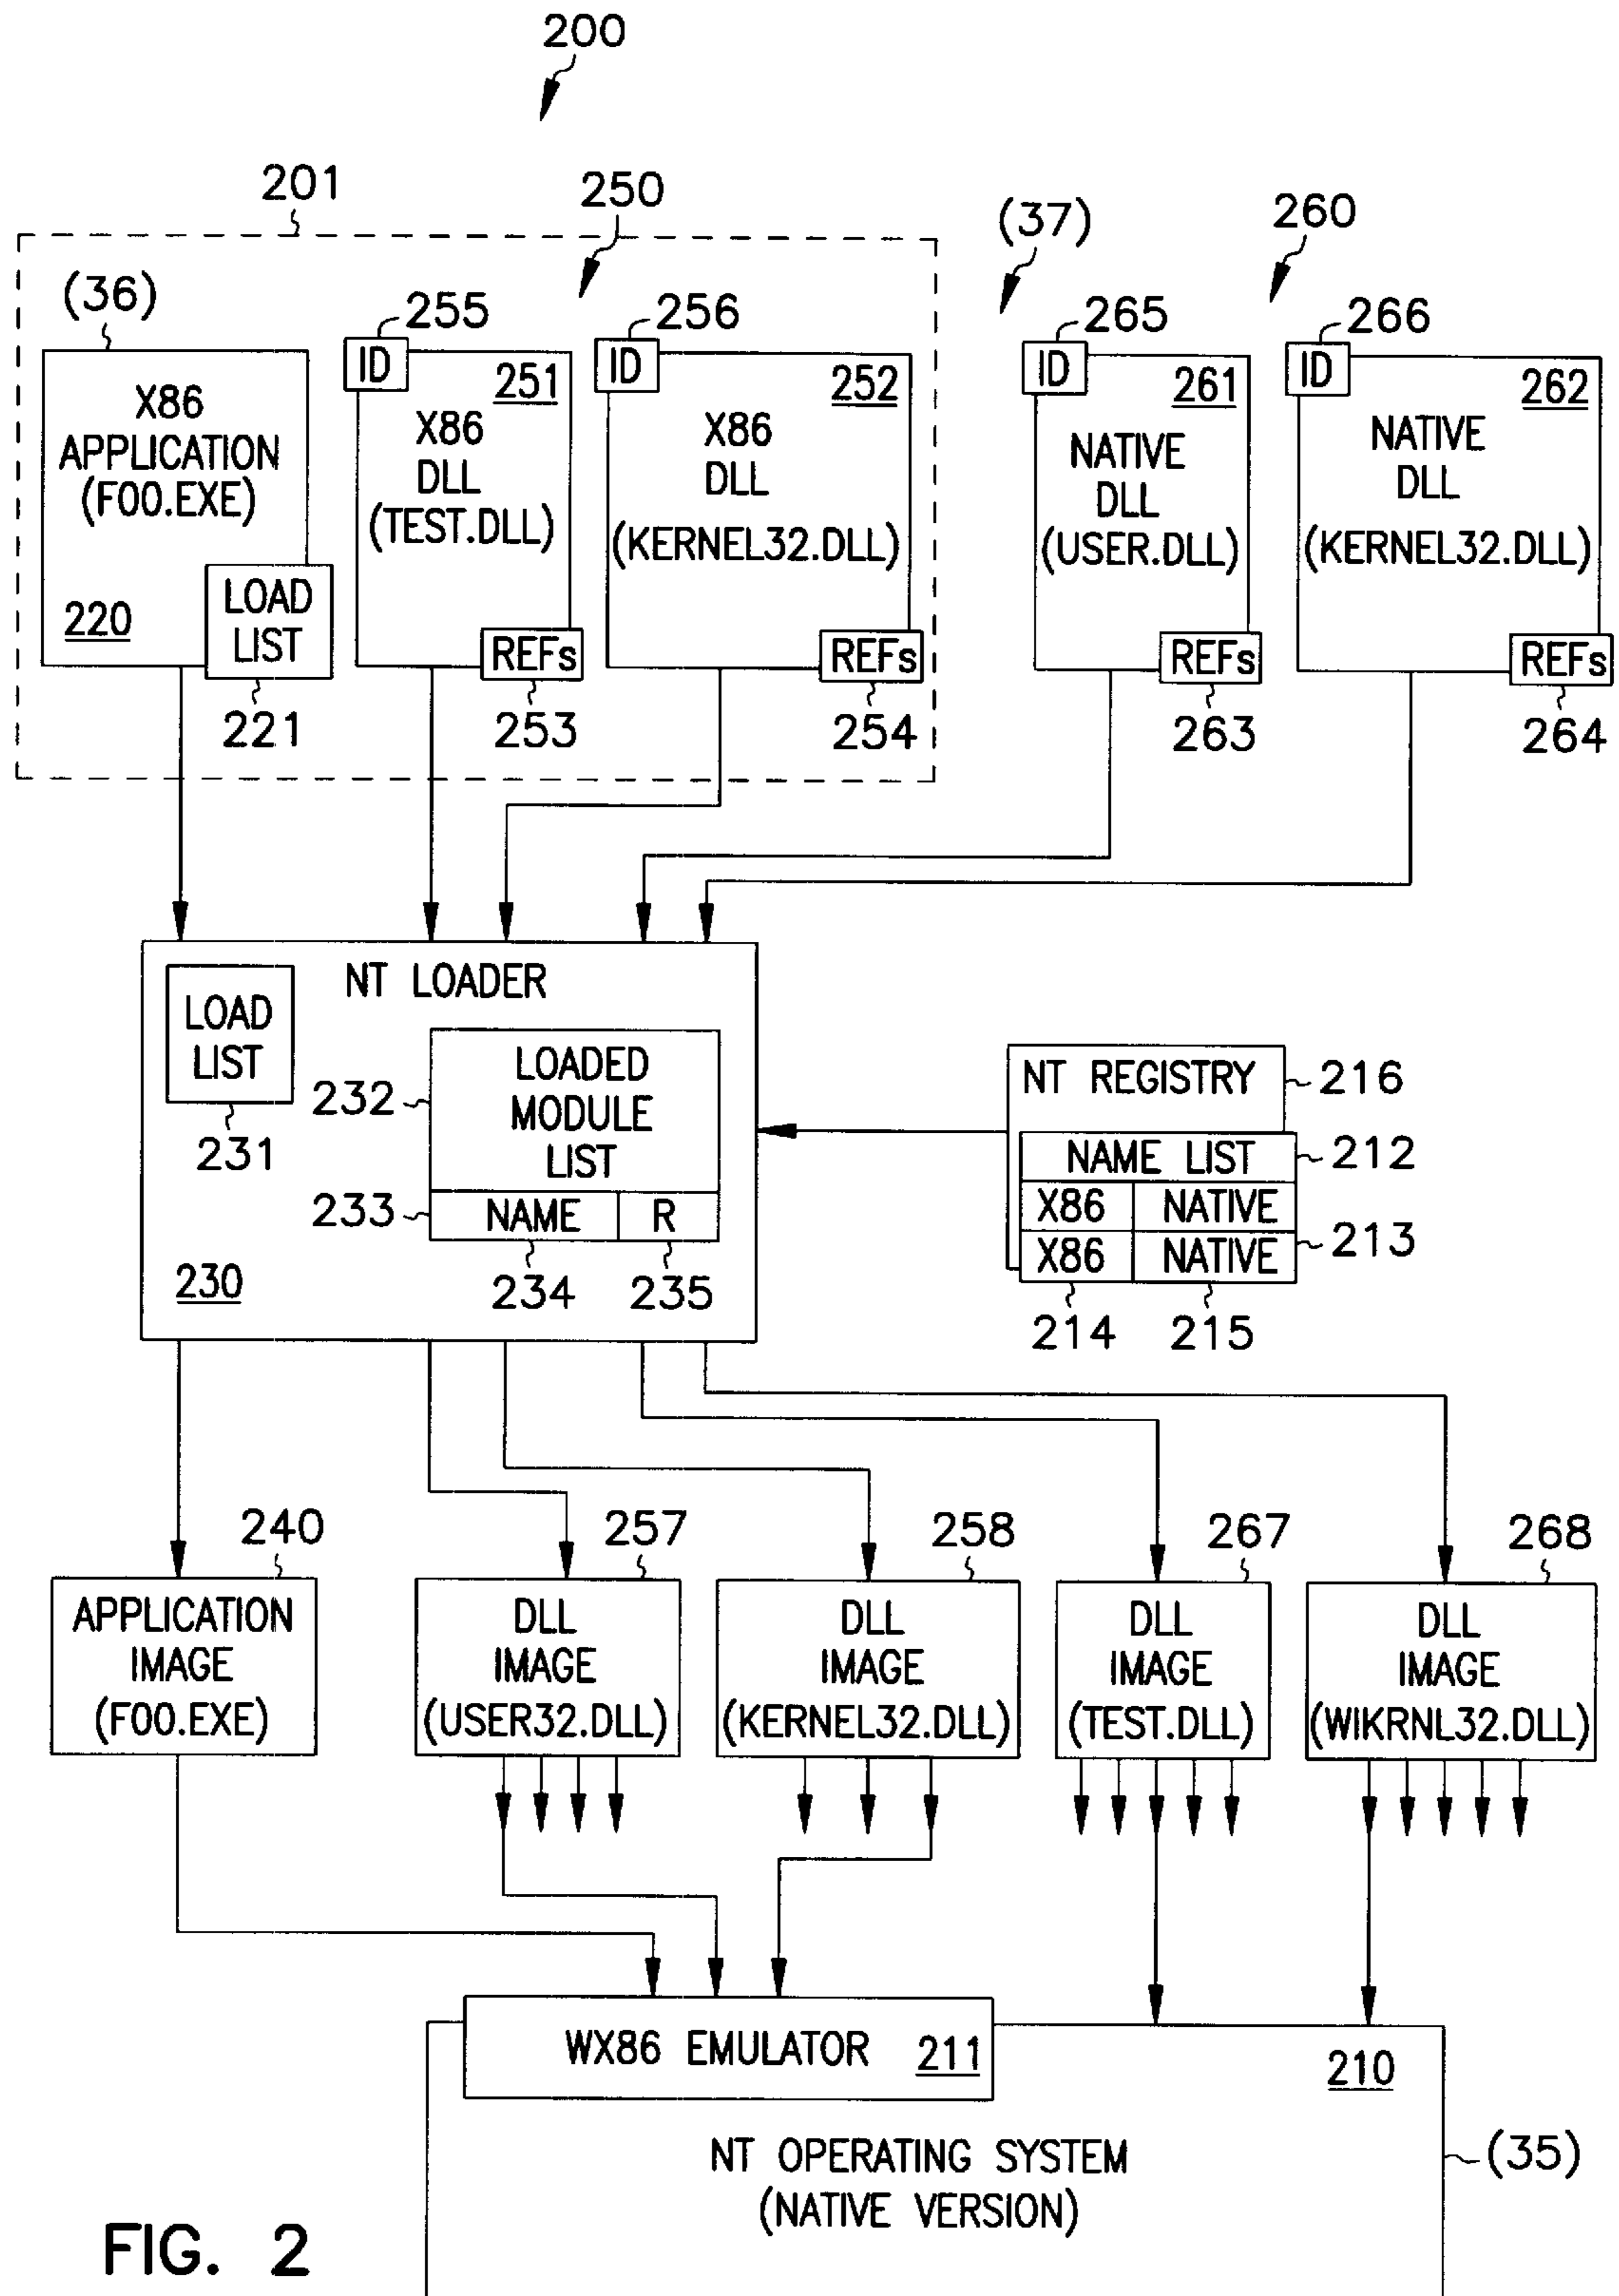 200
201
250
(37)
260
(36)
ID
255
ID
256
ID
265
ID
266
X86
APPLICATION
(FOO.EXE)
220
LOAD
LIST
221
251
X86
DLL
(TEST.DLL)
REFs
253
252
X86
DLL
(KERNEL32.DLL)
REFs
254
261
NATIVE
DLL
(USER.DLL)
REFs
263
262
NATIVE
DLL
(KERNEL32.DLL)
REFs
264
NT LOADER
LOAD
LIST
231
232
LOADED
MODULE
LIST
233
NAME
R
234
235
230
NT REGISTRY
216
NAME LIST
212
X86
NATIVE
X86
NATIVE
213
214
215
240
APPLICATION
IMAGE
(FOO.EXE)
257
DLL
IMAGE
(USER32.DLL)
258
DLL
IMAGE
(KERNEL32.DLL)
267
DLL
IMAGE
(TEST.DLL)
268
DLL
IMAGE
(WIKRNL32.DLL)
WX86 EMULATOR
211
210
NT OPERATING SYSTEM
(NATIVE VERSION)
(35)
FIG. 2